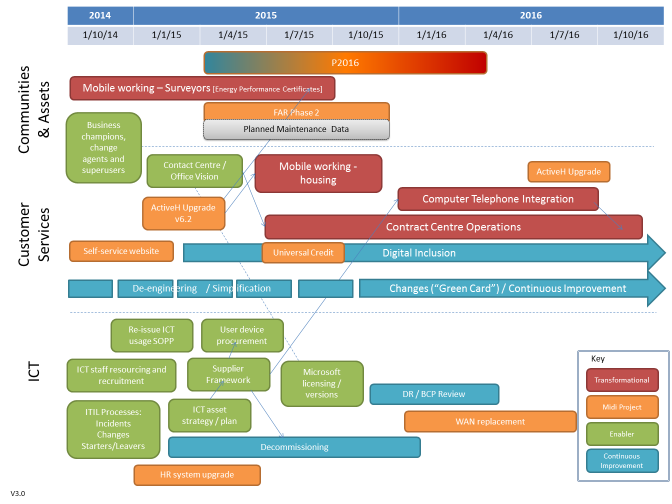 2014
2015
2016
1/10/14
1/1/15
1/4/15
1/7/15
1/10/15
1/1/16
1/4/16
1/7/16
1/10/16
Communities
& Assets
P2016
Mobile working – Surveyors [Energy Performance Certificates]
FAR Phase 2
Planned Maintenance Data
Business
champions,
change
agents and
superusers
Contact Centre /
Office Vision
Mobile working -
housing
ActiveH Upgrade
Customer
Services
ActiveH Upgrade
v6.2
Computer Telephone Integration
Contract Centre Operations
Self-service website
Universal Credit
Digital Inclusion
De-engineering / Simplification
Changes (“Green Card”) / Continuous Improvement
ICT
Re-issue ICT
usage SOPP
User device
procurement
ICT staff resourcing and
recruitment
Supplier
Framework
Microsoft
licensing /
versions
DR / BCP Review
ITIL Processes:
Incidents
Changes
Starters/Leavers
ICT asset
strategy / plan
WAN replacement
Decommissioning
HR system upgrade
Key
Transformational
Midi Project
Enabler
Continuous
Improvement
V3.0